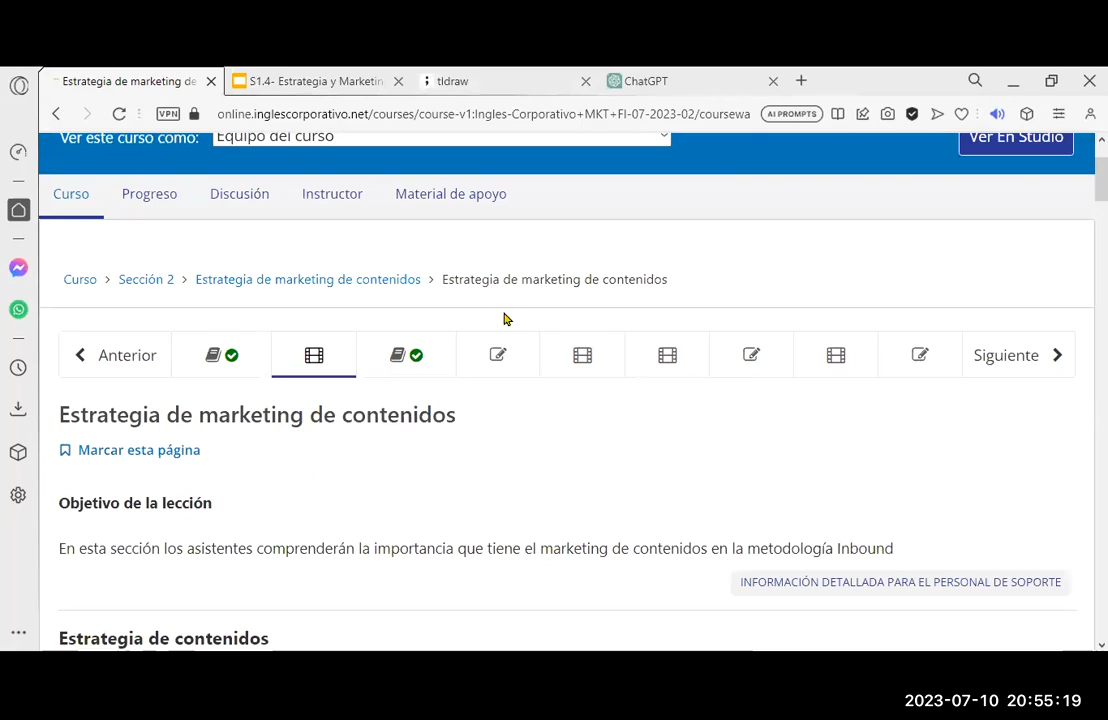 Estrategia de marketing de
S1.4- Estrategia y Marketin
tldraw
ChatGPT
VPN
online.inglescorporativo.net/courses/course-v1:Ingles-Corporativo+MKT+FI-07-2023-02/coursewa
AI PROMPTS
Ver este curso como:
Equipo del curso
Ver En Studio
Curso
Progreso
Discusión
Instructor
Material de apoyo
Curso > Sección 2 > Estrategia de marketing de contenidos > Estrategia de marketing de contenidos
Anterior
Siguiente
Estrategia de marketing de contenidos
Marcar esta página
Objetivo de la lección
En esta sección los asistentes comprenderán la importancia que tiene el marketing de contenidos en la metodología Inbound
INFORMACIÓN DETALLADA PARA EL PERSONAL DE SOPORTE
Estrategia de contenidos
2023-07-10 20:55:19